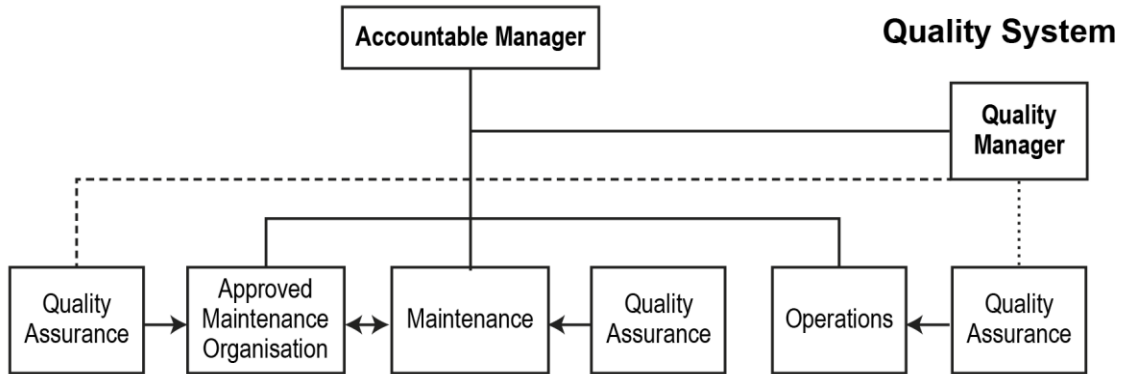 Accountable Manager
Quality System
Quality
Manager
Quality
Assurance
Approved
Maintenance
Organisation
Maintenance
Quality
Assurance
Operations
Quality
Assurance